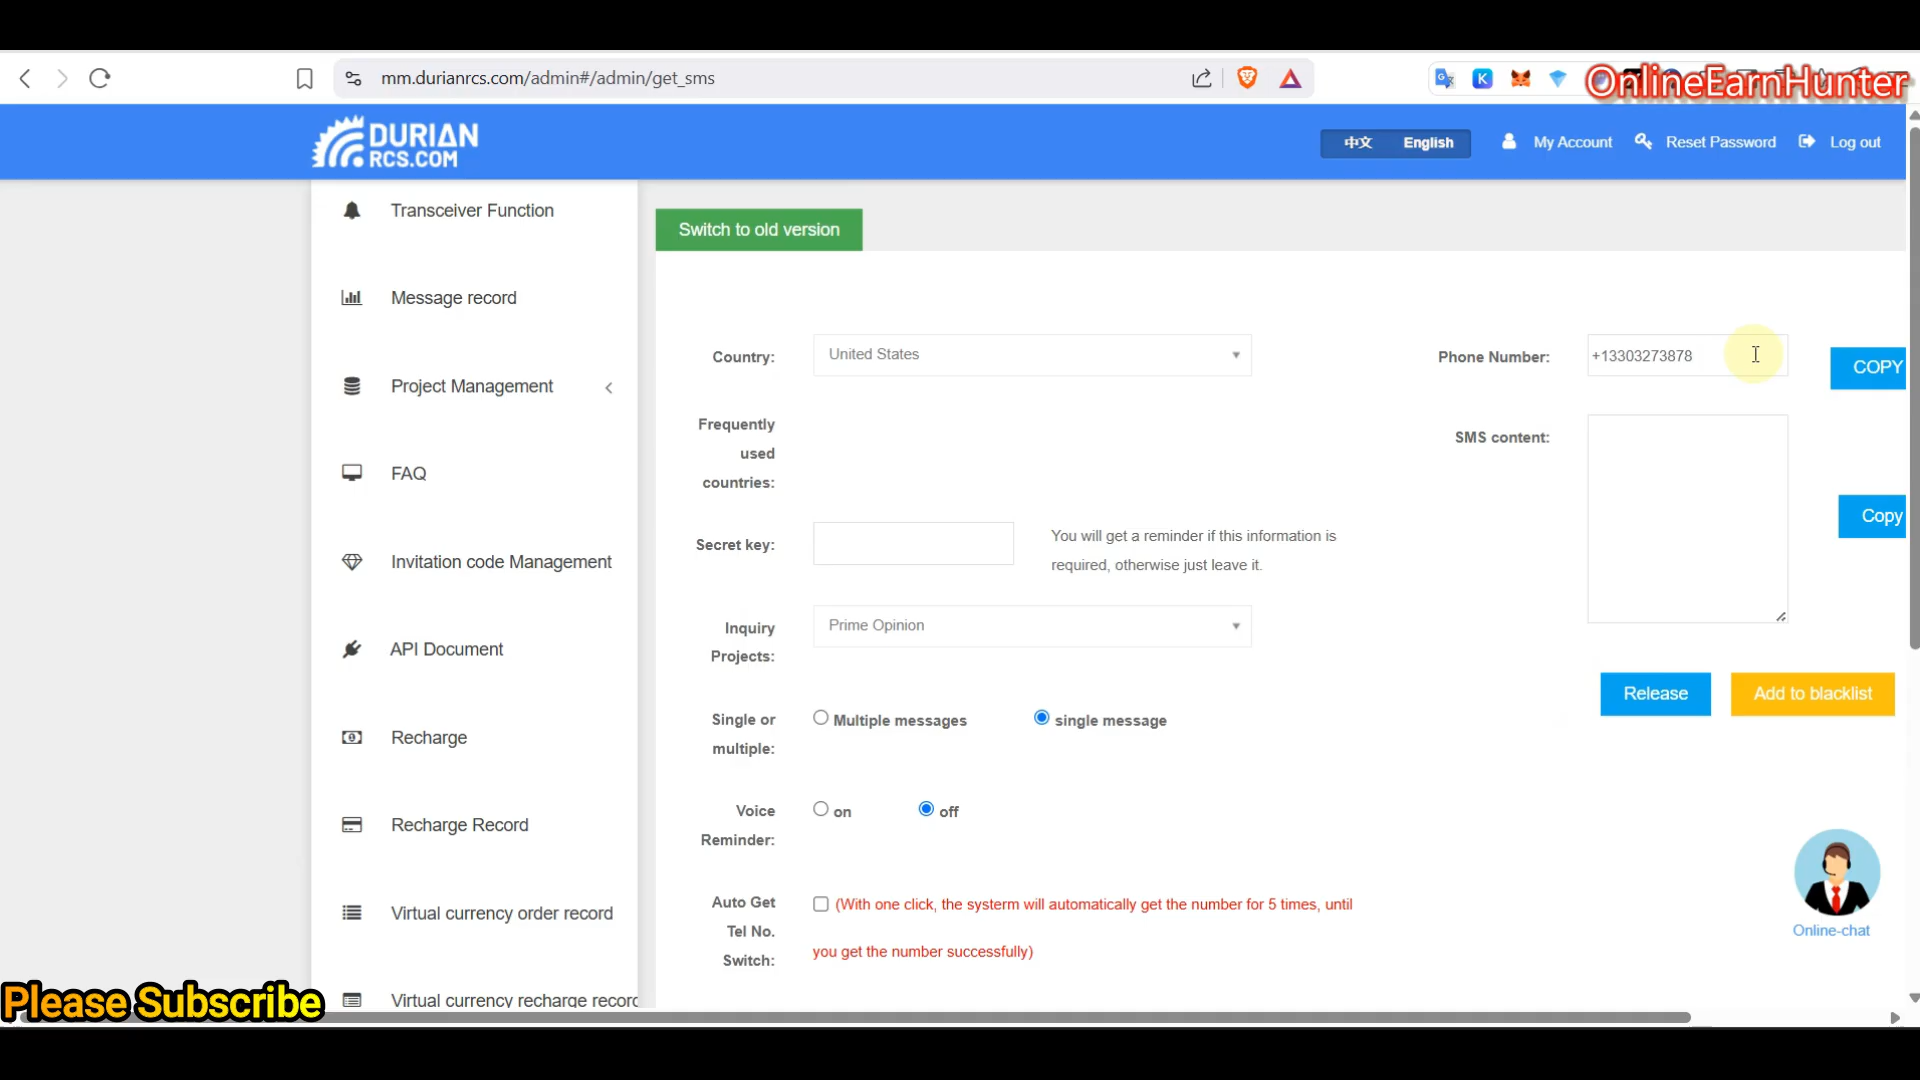 mm.durianrcs.com/admin#/admin/get_sms
OnlineEarnHunter
DURIAN
RCS.COM
中文 English
My Account
Reset Password
Log out
Transceiver Function
Message record
Project Management
FAQ
Invitation code Management
API Document
Recharge
Recharge Record
Virtual currency order record
Virtual currency recharge record
Switch to old version
Country:
United States
Frequently
used
countries:
Secret key:
You will get a reminder if this information is
required, otherwise just leave it.
Inquiry
Projects:
Prime Opinion
Single or
multiple:
Multiple messages
single message
Voice
Reminder:
on
off
Auto Get
Tel No.
Switch:
(With one click, the systerm will automatically get the number for 5 times, until
you get the number successfully)
Phone Number:
+13303273878
COPY
SMS content:
Copy
Release
Add to blacklist
Online-chat
Please Subscribe